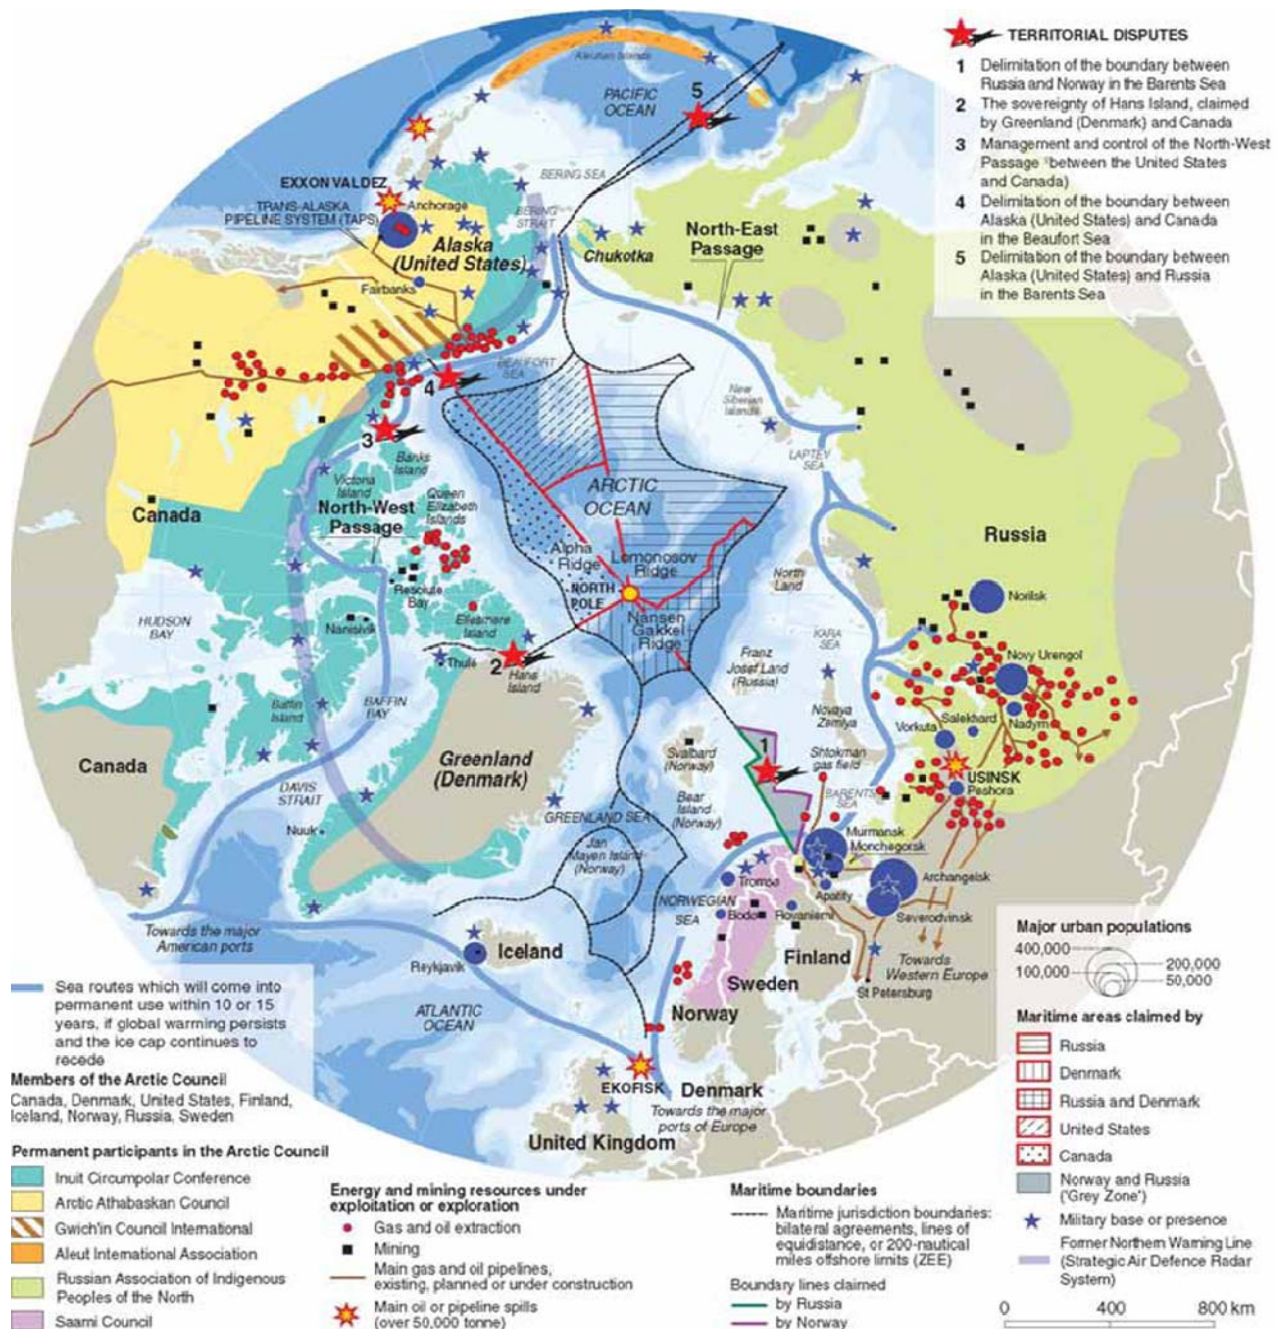 TERRITORIAL DISPUTES
1 Delimitation of the boundary between
Russia and Norway in the Barents Sea
2 The sovereignty of Hans Island, claimed
by Greenland (Denmark) and Canada
3 Management and control of the North-West
Passage (between the United States
and Canada)
4 Delimitation of the boundary between
Alaska (United States) and Canada
in the Beaufort Sea
5 Delimitation of the boundary between
Alaska (United States) and Russia
in the Barents Sea
Aleutian Islands
PACIFIC
OCEAN
5
BERING SEA
BERING
STRAIT
EXXON VALDEZ
TRANS-ALASKA
PIPELINE SYSTEM (TAPS)
Anchorage
Alaska
(United States)
Fairbanks
Chukotka
North-East
Passage
BEAUFORT
SEA
4
3
New
Siberian
Islands
LAPTEV
SEA
Banks
Island
Victoria
Island
North-West
Passage
Queen
Elizabeth
Islands
ARCTIC
OCEAN
Canada
Russia
Alpha
Ridge
Lomonosov
Ridge
NORTH
POLE
Nansen
Gakkel
Ridge
North
Land
Norilsk
Resolute
Bay
Nanisivik
Ellesmere
Island
HUDSON
BAY
KARA
SEA
Novy Urengol
Thule
2
Hans
Island
Franz
Josef Land
(Russia)
Baffin
Island
BAFFIN
BAY
Novaya
Zemlya
Vorkuta
Salekhard
Nadym
Canada
Greenland
(Denmark)
Svalbard
(Norway)
1
Shtokman
gas field
USINSK
Peshora
DAVIS
STRAIT
Bear
Island
(Norway)
BARENTS
SEA
GREENLAND SEA
Nuuk
Jan
Mayen Island
(Norway)
Murmansk
Monchegorsk
Tromsø
Apatity
Archangelsk
NORWEGIAN
SEA
Bodø
Rovaniemi
Severodvinsk
Towards the major
American ports
Iceland
Reykjavik
Finland
Towards
Western Europe
Sweden
St Petersburg
Norway
ATLANTIC
OCEAN
EKOFISK
Denmark
Towards the major
ports of Europe
United Kingdom
Sea routes which will come into
permanent use within 10 or 15
years, if global warming persists
and the ice cap continues to
recede
Members of the Arctic Council
Canada, Denmark, United States, Finland,
Iceland, Norway, Russia, Sweden
Permanent participants in the Arctic Council
Inuit Circumpolar Conference
Arctic Athabaskan Council
Gwich'in Council International
Aleut International Association
Russian Association of Indigenous
Peoples of the North
Saami Council
Energy and mining resources under
exploitation or exploration
Gas and oil extraction
Mining
Main gas and oil pipelines,
existing, planned or under construction
Main oil or pipeline spills
(over 50,000 tonne)
Maritime boundaries
Maritime jurisdiction boundaries:
bilateral agreements, lines of
equidistance, or 200-nautical
miles offshore limits (ZEE)
Boundary lines claimed
by Russia
by Norway
Major urban populations
400,000
200,000
100,000
50,000
Maritime areas claimed by
Russia
Denmark
Russia and Denmark
United States
Canada
Norway and Russia
('Grey Zone')
Military base or presence
Former Northern Warning Line
(Strategic Air Defence Radar
System)
0 400 800 km